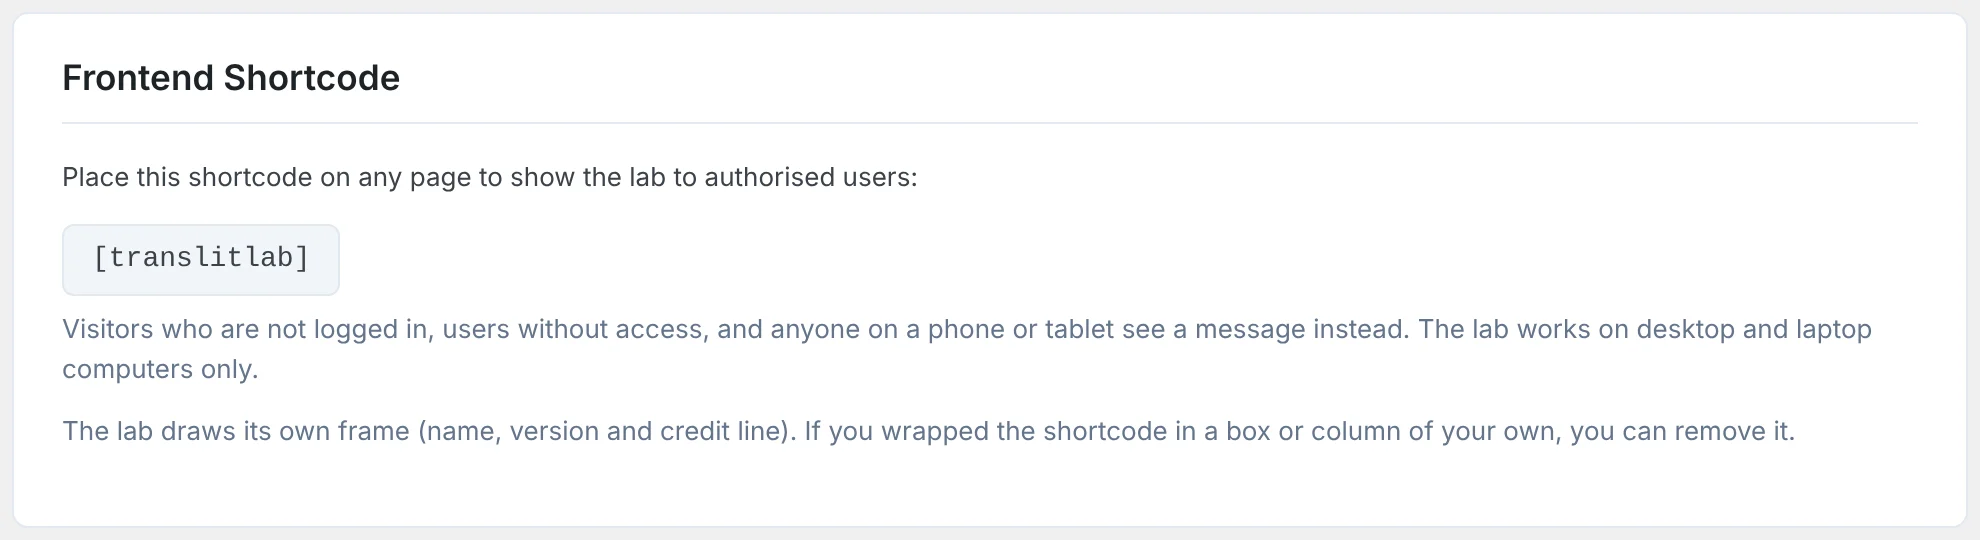 Frontend Shortcode
Place this shortcode on any page to show the lab to authorised users:
[translitlab]
Visitors who are not logged in, users without access, and anyone on a phone or tablet see a message instead. The lab works on desktop and laptop
computers only.
The lab draws its own frame (name, version and credit line). If you wrapped the shortcode in a box or column of your own, you can remove it.